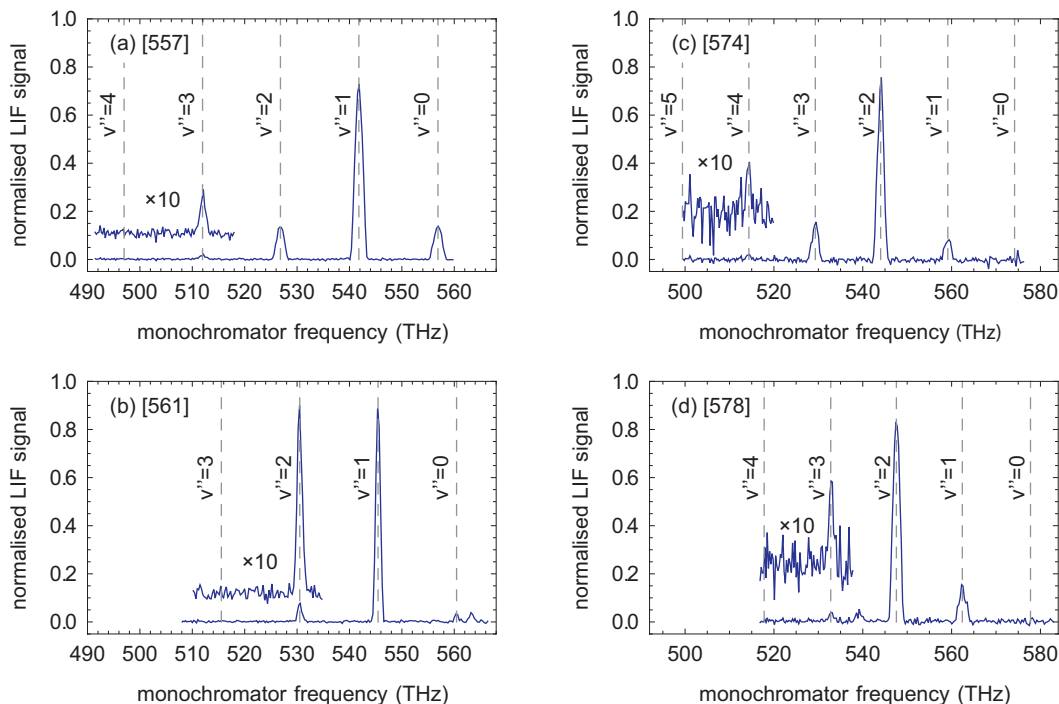 (a) [557]
normalised LIF signal
1.0
0.8
0.6
0.4
0.2
0.0
v''=4
v''=3
v''=2
v''=1
v''=0
×10
490 500 510 520 530 540 550 560
monochromator frequency (THz)
(c) [574]
normalised LIF signal
1.0
0.8
0.6
0.4
0.2
0.0
v''=5
v''=4
v''=3
v''=2
v''=1
v''=0
×10
500 520 540 560 580
monochromator frequency (THz)
(b) [561]
normalised LIF signal
1.0
0.8
0.6
0.4
0.2
0.0
v''=3
v''=2
v''=1
v''=0
×10
490 500 510 520 530 540 550 560
monochromator frequency (THz)
(d) [578]
normalised LIF signal
1.0
0.8
0.6
0.4
0.2
0.0
v''=4
v''=3
v''=2
v''=1
v''=0
×10
500 520 540 560 580
monochromator frequency (THz)